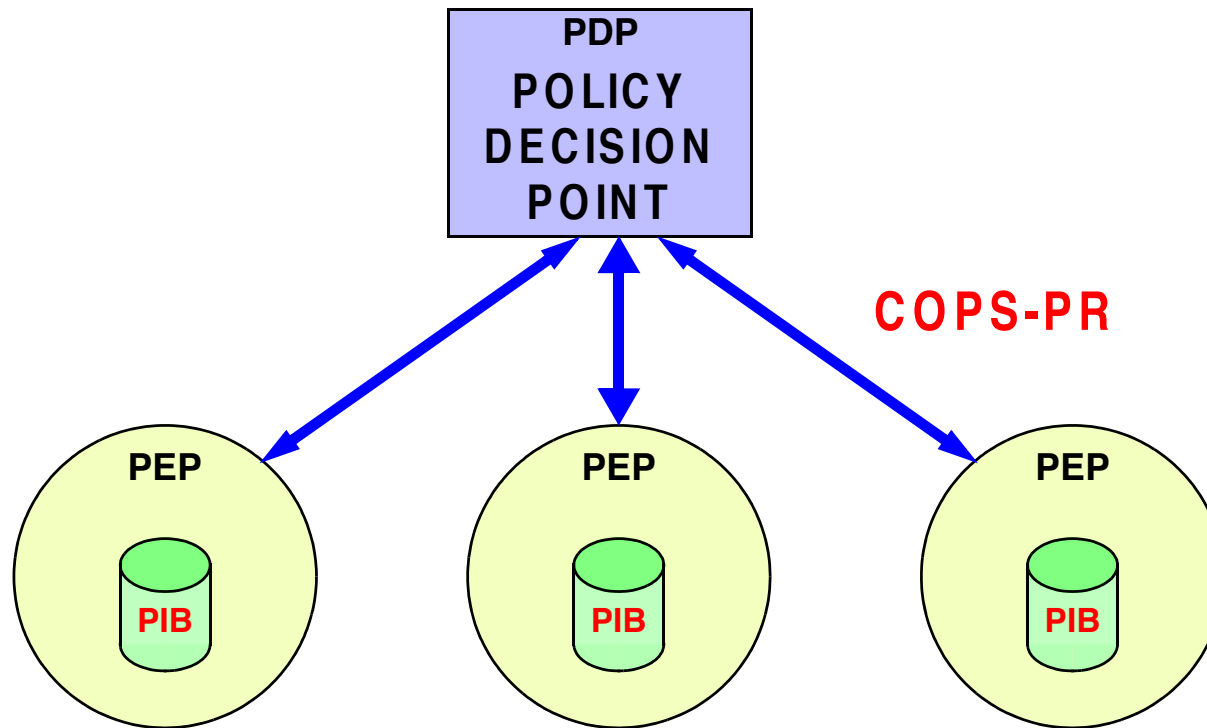 PDP
POLICY
DECISION
POINT
COPS-PR
PEP
PEP
PEP
PIB
PIB
PIB